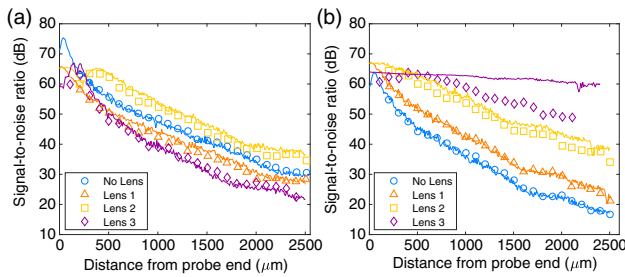 (a)
Signal-to-noise ratio (dB)
80
70
60
50
40
30
20
No Lens
Lens 1
Lens 2
Lens 3
0 500 1000 1500 2000 2500
Distance from probe end (μm)
(b)
Signal-to-noise ratio (dB)
80
70
60
50
40
30
20
No Lens
Lens 1
Lens 2
Lens 3
0 500 1000 1500 2000 2500
Distance from probe end (μm)